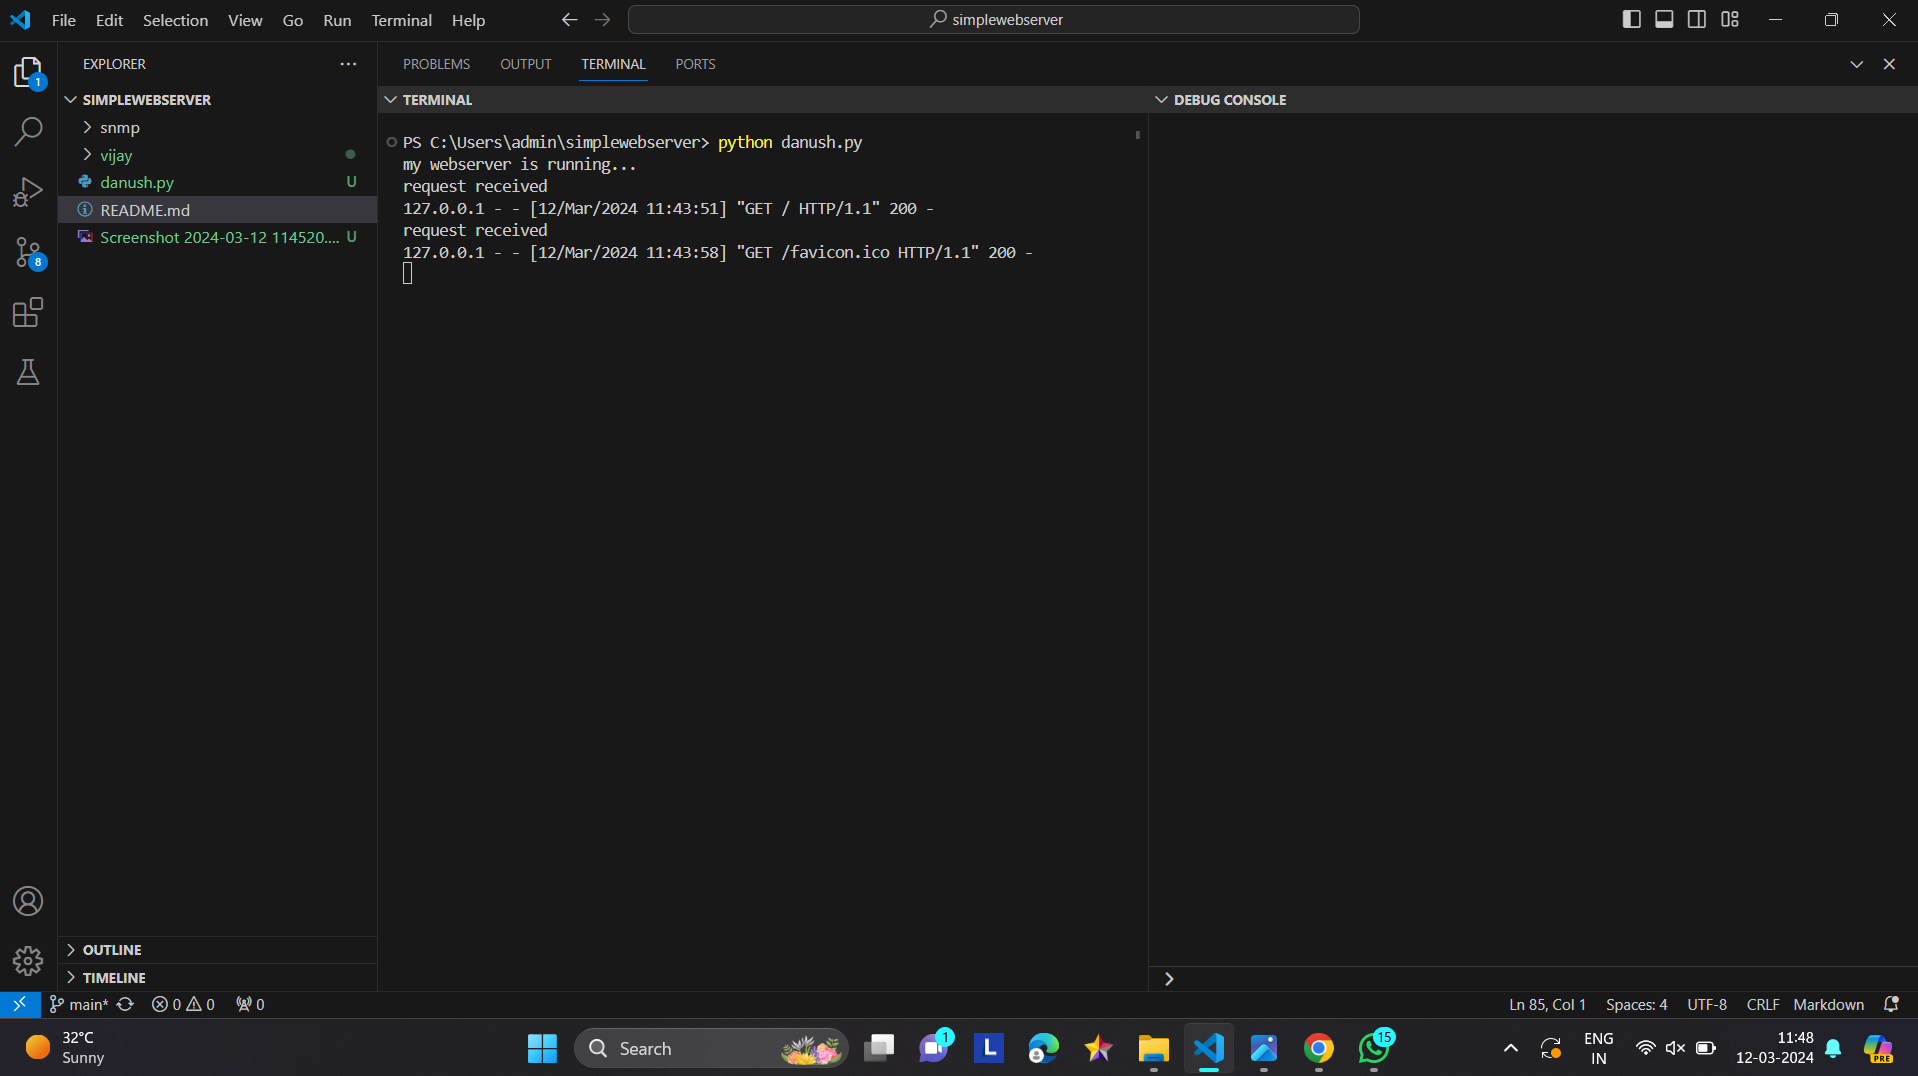 File Edit Selection View Go Run Terminal Help
simplewebserver
EXPLORER
PROBLEMS OUTPUT TERMINAL PORTS
1
SIMPLEWEBSERVER
TERMINAL
DEBUG CONSOLE
snmp
vijay
danush.py U
README.md
Screenshot 2024-03-12 114520.... U
8
PS C:\Users\admin\simplewebserver> python danush.py
my webserver is running...
request received
127.0.0.1 - - [12/Mar/2024 11:43:51] "GET / HTTP/1.1" 200 -
request received
127.0.0.1 - - [12/Mar/2024 11:43:58] "GET /favicon.ico HTTP/1.1" 200 -
OUTLINE
TIMELINE
main* 0 0 0
Ln 85, Col 1 Spaces: 4 UTF-8 CRLF Markdown
32°C
Sunny
Search
1
L
15
ENG
IN
11:48
12-03-2024
PRE